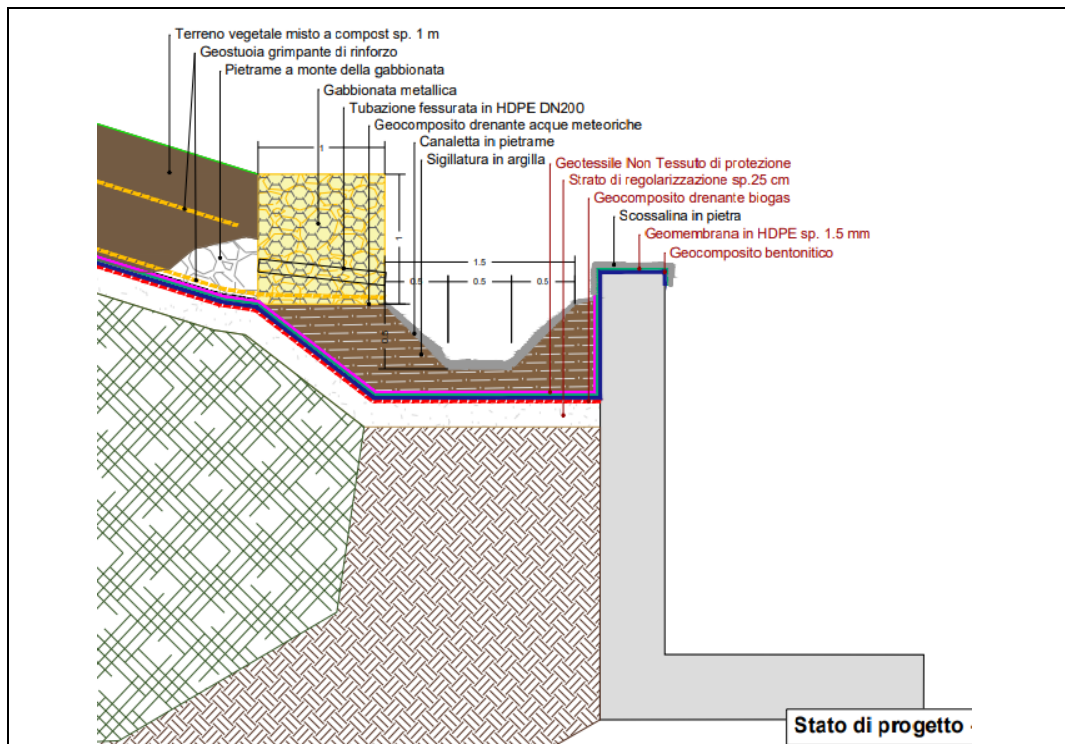 Terreno vegetale misto a compost sp. 1 m
Geostuoia grimpante di rinforzo
Pietrame a monte della gabbionata
Gabbionata metallica
Tubazione fessurata in HDPE DN200
Geocomposito drenante acque meteoriche
Canaletta in pietrame
Sigillatura in argilla
Geotessile Non Tessuto di protezione
Strato di regolarizzazione sp.25 cm
Geocomposito drenante biogas
Scossalina in pietra
Geomembrana in HDPE sp. 1.5 mm
Geocomposito bentonitico
1
1
1.5
0.5
0.5
0.5
0.5
Stato di progetto